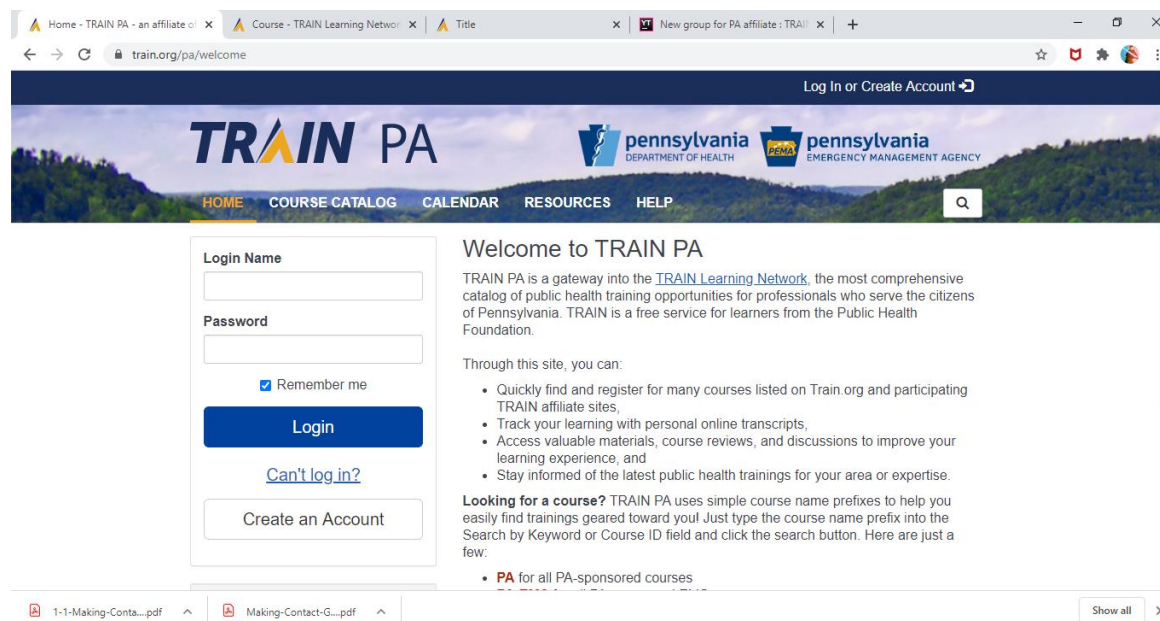 Home - TRAIN PA - an affiliate of
Course - TRAIN Learning Networ
Title
New group for PA affiliate : TRAI
train.org/pa/welcome
Log In or Create Account
TRAIN PA
pennsylvania
DEPARTMENT OF HEALTH
PEMA
pennsylvania
EMERGENCY MANAGEMENT AGENCY
HOME COURSE CATALOG CALENDAR RESOURCES HELP
Login Name
Password
Remember me
Login
Can't log in?
Create an Account
Welcome to TRAIN PA
TRAIN PA is a gateway into the TRAIN Learning Network, the most comprehensive
catalog of public health training opportunities for professionals who serve the citizens
of Pennsylvania. TRAIN is a free service for learners from the Public Health
Foundation.
Through this site, you can:
• Quickly find and register for many courses listed on Train.org and participating
TRAIN affiliate sites,
• Track your learning with personal online transcripts,
• Access valuable materials, course reviews, and discussions to improve your
learning experience, and
• Stay informed of the latest public health trainings for your area or expertise.
Looking for a course? TRAIN PA uses simple course name prefixes to help you
easily find trainings geared toward you! Just type the course name prefix into the
Search by Keyword or Course ID field and click the search button. Here are just a
few:
• PA for all PA-sponsored courses
1-1-Making-Conta....pdf
Making-Contact-G....pdf
Show all